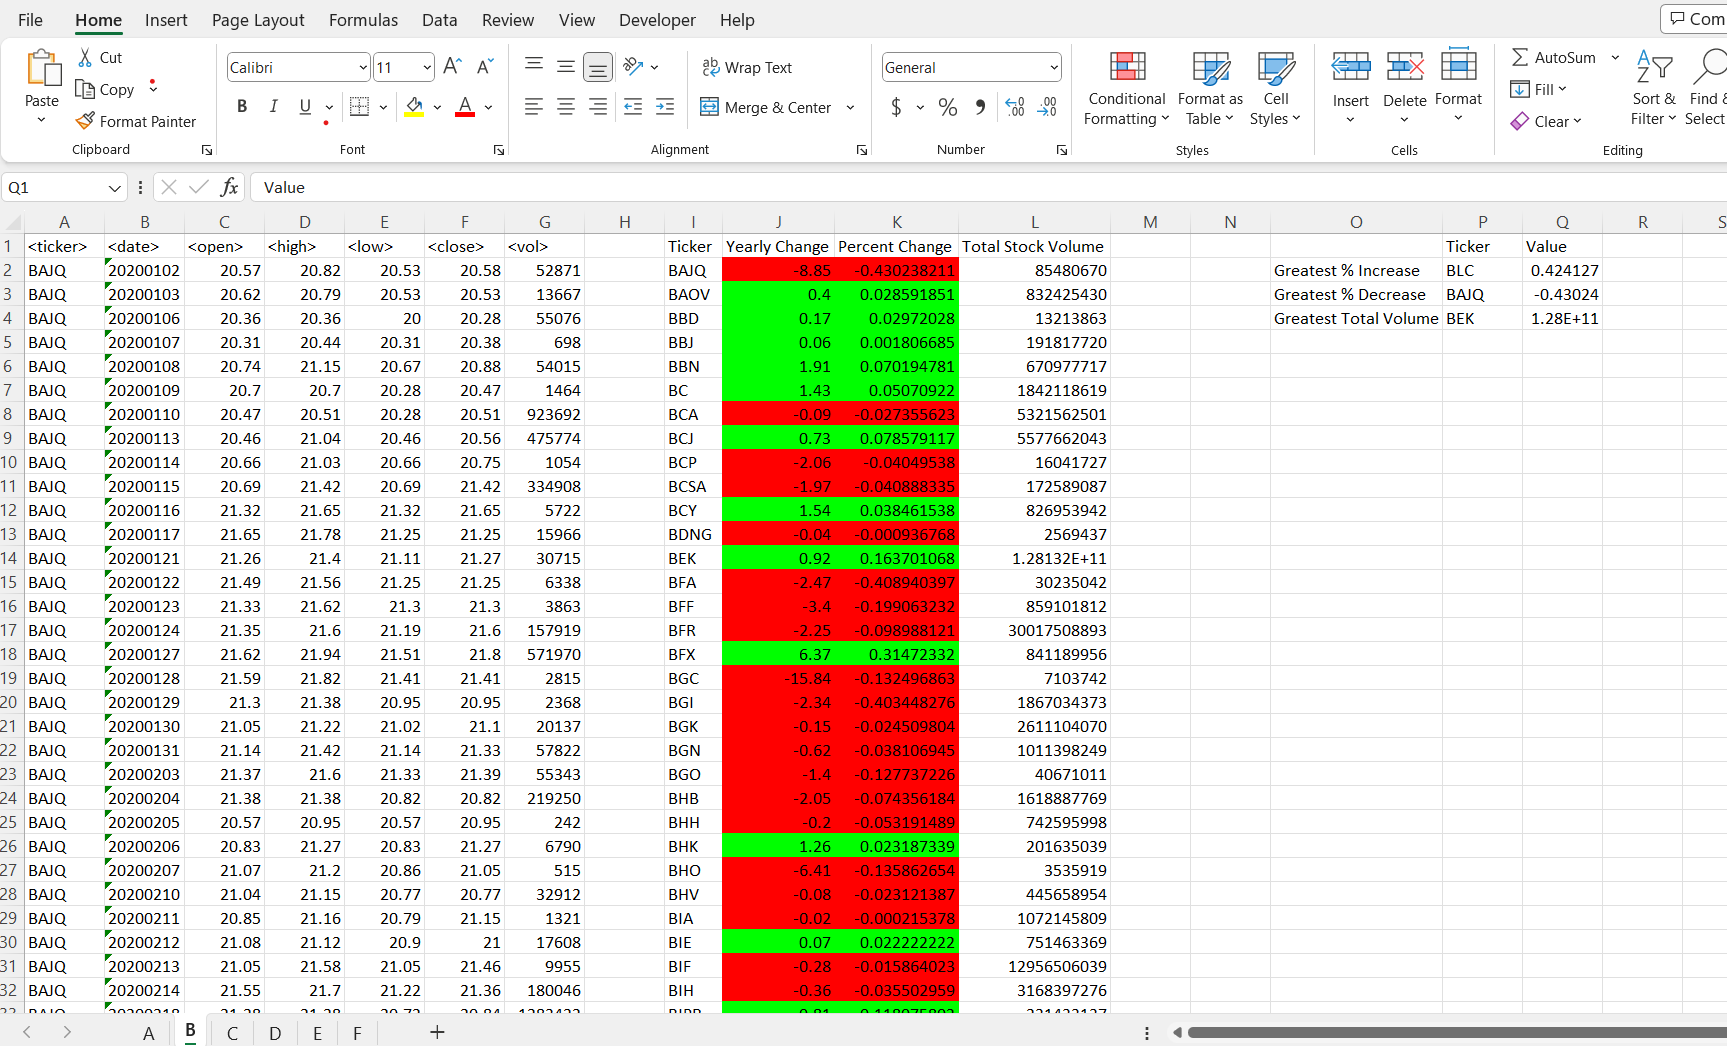 File Home Insert Page Layout Formulas Data Review View Developer Help Com
Cut
Copy
Format Painter
Paste
Clipboard
Calibri 11
B I U A
Font
Wrap Text
Merge & Center
Alignment
General
$ % 9 .00
Number
Conditional Formatting
Format as Table
Cell Styles
Styles
Insert Delete Format
Cells
AutoSum
Fill
Clear
Sort & Filter
Find & Select
Editing
Q1 fx Value
A B C D E F G H I J K L M N O P Q R S
1 <ticker> <date> <open> <high> <low> <close> <vol> Ticker Yearly Change Percent Change Total Stock Volume Ticker Value
2 BAJQ 20200102 20.57 20.82 20.53 20.58 52871 BAJQ -8.85 -0.430238211 85480670 Greatest % Increase BLC 0.424127
3 BAJQ 20200103 20.62 20.79 20.53 20.53 13667 BAOV 0.4 0.028591851 832425430 Greatest % Decrease BAJQ -0.43024
4 BAJQ 20200106 20.36 20.36 20 20.28 55076 BBD 0.17 0.02972028 13213863 Greatest Total Volume BEK 1.28E+11
5 BAJQ 20200107 20.31 20.44 20.31 20.38 698 BBJ 0.06 0.001806685 191817720
6 BAJQ 20200108 20.74 21.15 20.67 20.88 54015 BBN 1.91 0.070194781 670977717
7 BAJQ 20200109 20.7 20.7 20.28 20.47 1464 BC 1.43 0.05070922 1842118619
8 BAJQ 20200110 20.47 20.51 20.28 20.51 923692 BCA -0.09 -0.027355623 5321562501
9 BAJQ 20200113 20.46 21.04 20.46 20.56 475774 BCJ 0.73 0.078579117 5577662043
10 BAJQ 20200114 20.66 21.03 20.66 20.75 1054 BCP -2.06 -0.04049538 16041727
11 BAJQ 20200115 20.69 21.42 20.69 21.42 334908 BCSA -1.97 -0.040888335 172589087
12 BAJQ 20200116 21.32 21.65 21.32 21.65 5722 BCY 1.54 0.038461538 826953942
13 BAJQ 20200117 21.65 21.78 21.25 21.25 15966 BDNG -0.04 -0.000936768 2569437
14 BAJQ 20200121 21.26 21.4 21.11 21.27 30715 BEK 0.92 0.163701068 1.28132E+11
15 BAJQ 20200122 21.49 21.56 21.25 21.25 6338 BFA -2.47 -0.408940397 30235042
16 BAJQ 20200123 21.33 21.62 21.3 21.3 3863 BFF -3.4 -0.199063232 859101812
17 BAJQ 20200124 21.35 21.6 21.19 21.6 157919 BFR -2.25 -0.098988121 30017508893
18 BAJQ 20200127 21.62 21.94 21.51 21.8 571970 BFX 6.37 0.31472332 841189956
19 BAJQ 20200128 21.59 21.82 21.41 21.41 2815 BGC -15.84 -0.132496863 7103742
20 BAJQ 20200129 21.3 21.38 20.95 20.95 2368 BGI -2.34 -0.403448276 1867034373
21 BAJQ 20200130 21.05 21.22 21.02 21.1 20137 BGK -0.15 -0.024509804 2611104070
22 BAJQ 20200131 21.14 21.42 21.14 21.33 57822 BGN -0.62 -0.038106945 1011398249
23 BAJQ 20200203 21.37 21.6 21.33 21.39 55343 BGO -1.4 -0.127737226 40671011
24 BAJQ 20200204 21.38 21.38 20.82 20.82 219250 BHB -2.05 -0.074356184 1618887769
25 BAJQ 20200205 20.57 20.95 20.57 20.95 242 BHH -0.2 -0.053191489 742595998
26 BAJQ 20200206 20.83 21.27 20.83 21.27 6790 BHK 1.26 0.023187339 201635039
27 BAJQ 20200207 21.07 21.2 20.86 21.05 515 BHO -6.41 -0.135862654 3535919
28 BAJQ 20200210 21.04 21.15 20.77 20.77 32912 BHV -0.08 -0.023121387 445658954
29 BAJQ 20200211 20.85 21.16 20.79 21.15 1321 BIA -0.02 -0.000215378 1072145809
30 BAJQ 20200212 21.08 21.12 20.9 21 17608 BIE 0.07 0.022222222 751463369
31 BAJQ 20200213 21.05 21.58 21.05 21.46 9955 BIF -0.28 -0.015864023 12956506039
32 BAJQ 20200214 21.55 21.7 21.22 21.36 180046 BIH -0.36 -0.035502959 3168397276
A B C D E F +